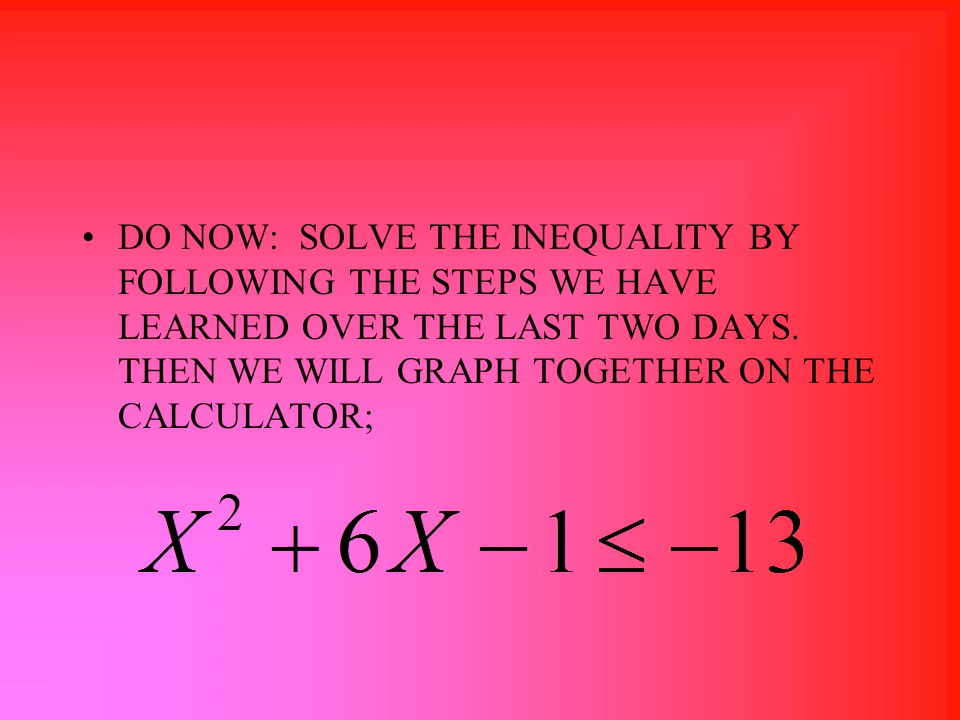 • DO NOW: SOLVE THE INEQUALITY BY
FOLLOWING THE STEPS WE HAVE
LEARNED OVER THE LAST TWO DAYS.
THEN WE WILL GRAPH TOGETHER ON THE
CALCULATOR;
X² + 6X − 1 ≤ −13